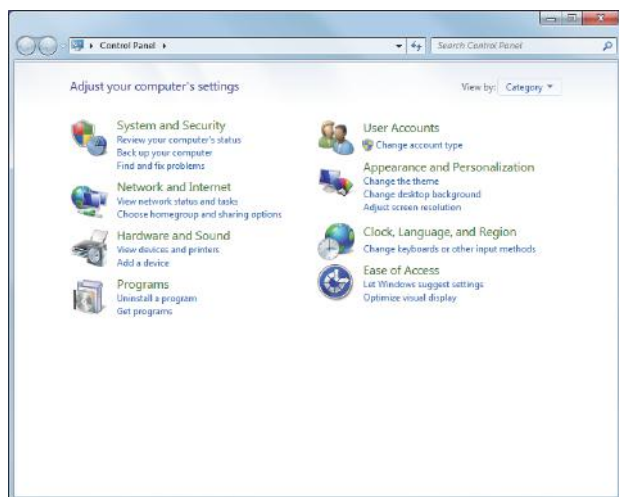 Control Panel
Search Control Panel
Adjust your computer's settings
View by: Category
System and Security
Review your computer's status
Back up your computer
Find and fix problems
Network and Internet
View network status and tasks
Choose homegroup and sharing options
Hardware and Sound
View devices and printers
Add a device
Programs
Uninstall a program
Get programs
User Accounts
Change account type
Appearance and Personalization
Change the theme
Change desktop background
Adjust screen resolution
Clock, Language, and Region
Change keyboards or other input methods
Ease of Access
Let Windows suggest settings
Optimize visual display